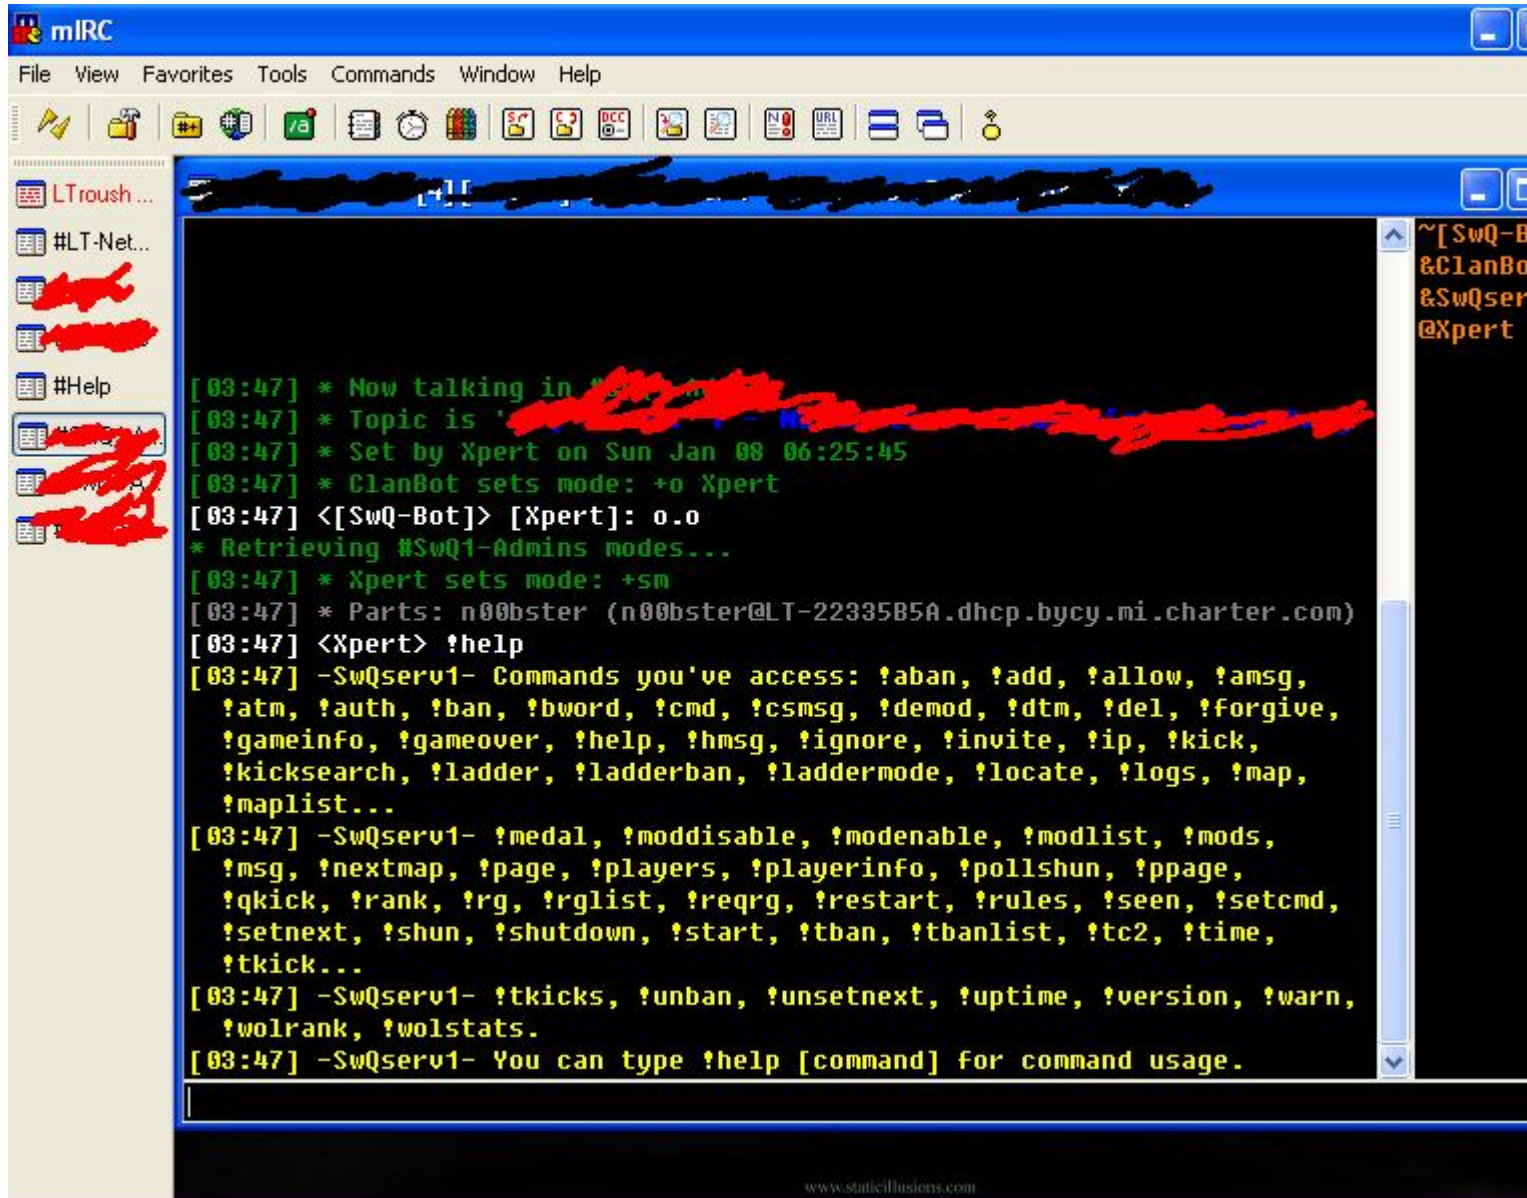 mIRC
File View Favorites Tools Commands Window Help
LTroush ...
#LT-Net...
#Help
[03:47] * Now talking in
[03:47] * Topic is '
[03:47] * Set by Xpert on Sun Jan 08 06:25:45
[03:47] * ClanBot sets mode: +o Xpert
[03:47] <[SwQ-Bot]> [Xpert]: o.o
* Retrieving #SwQ1-Admins modes...
[03:47] * Xpert sets mode: +sm
[03:47] * Parts: n00bster (n00bster@LT-22335B5A.dhcp.bycy.mi.charter.com)
[03:47] <Xpert> !help
[03:47] -SwQserv1- Commands you've access: !aban, !add, !allow, !amsg,
!atm, !auth, !ban, !bword, !cmd, !csmsg, !demod, !dtm, !del, !forgive,
!gameinfo, !gameover, !help, !hmsg, !ignore, !invite, !ip, !kick,
!kicksearch, !ladder, !ladderban, !laddermode, !locate, !logs, !map,
!maplist...
[03:47] -SwQserv1- !medal, !moddisable, !modenable, !modlist, !mods,
!msg, !nextmap, !page, !players, !playerinfo, !pollshun, !ppage,
!qkick, !rank, !rg, !rglist, !reqrg, !restart, !rules, !seen, !setcmd,
!setnext, !shun, !shutdown, !start, !tban, !tbanlist, !tc2, !time,
!tkick...
[03:47] -SwQserv1- !tkicks, !unban, !unsetnext, !uptime, !version, !warn,
!wolrank, !wolstats.
[03:47] -SwQserv1- You can type !help [command] for command usage.
~[SwQ-B
&ClanBo
&SwQser
@Xpert
www.staticillusions.com